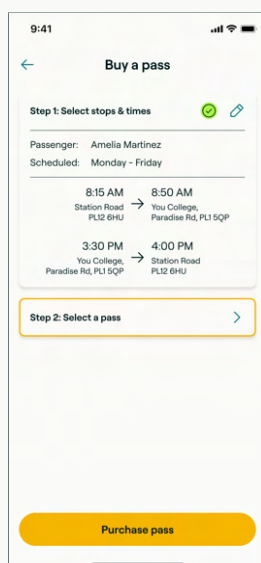 9:41
Buy a pass
Step 1: Select stops & times
Passenger: Amelia Martinez
Scheduled: Monday - Friday
8:15 AM → 8:50 AM
Station Road You College,
PL12 6HU Paradise Rd, PL1 5QP
3:30 PM → 4:00 PM
You College, Station Road
Paradise Rd, PL1 5QP PL12 6HU
Step 2: Select a pass
Purchase pass